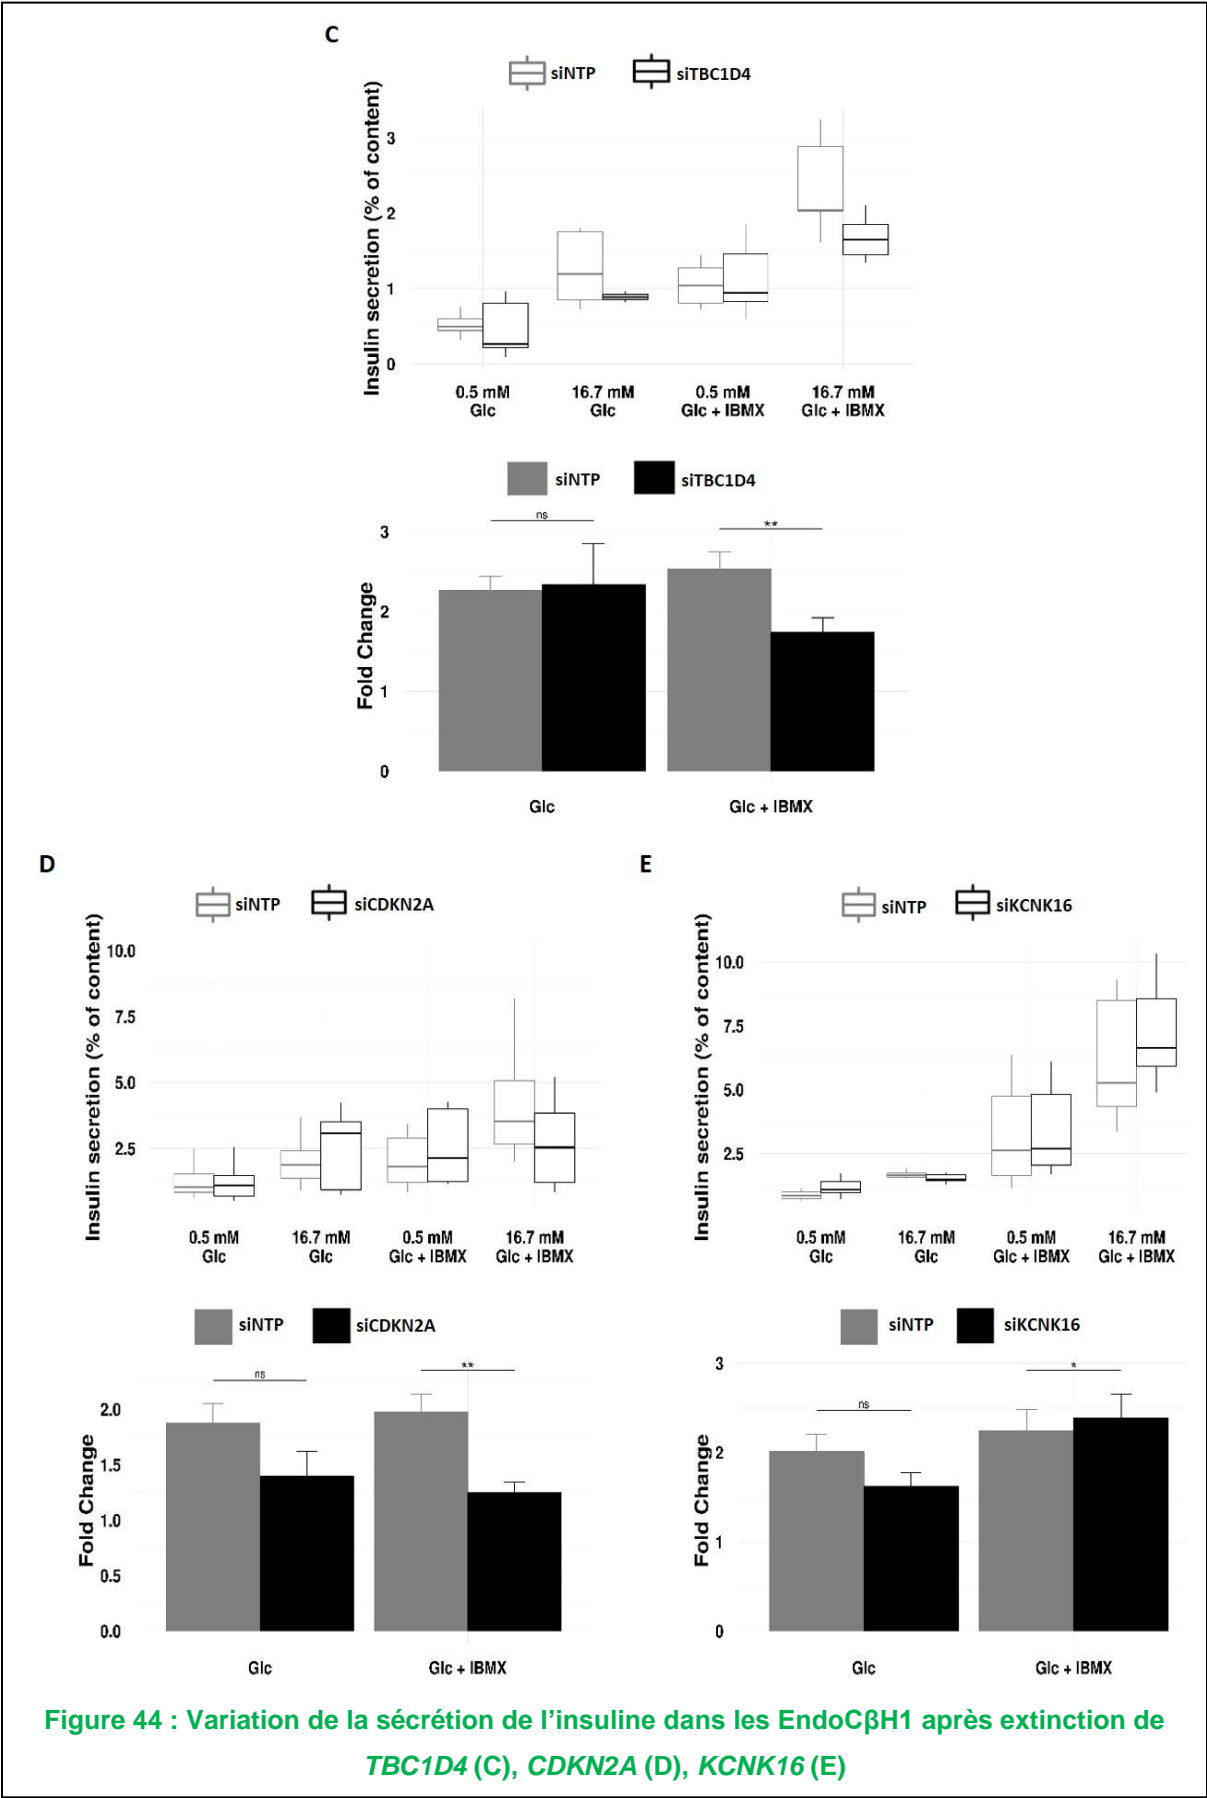 C
siNTP
siTBC1D4
Insulin secretion (% of content)
3
2
1
0
0.5 mM
Glc
16.7 mM
Glc
0.5 mM
Glc + IBMX
16.7 mM
Glc + IBMX
siNTP
siTBC1D4
Fold Change
3
2
1
0
ns
**
Glc
Glc + IBMX
D
siNTP
siCDKN2A
Insulin secretion (% of content)
10.0
7.5
5.0
2.5
0.5 mM
Glc
16.7 mM
Glc
0.5 mM
Glc + IBMX
16.7 mM
Glc + IBMX
siNTP
siCDKN2A
Fold Change
2.0
1.5
1.0
0.5
0.0
ns
**
Glc
Glc + IBMX
E
siNTP
siKCNK16
Insulin secretion (% of content)
10.0
7.5
5.0
2.5
0.5 mM
Glc
16.7 mM
Glc
0.5 mM
Glc + IBMX
16.7 mM
Glc + IBMX
siNTP
siKCNK16
Fold Change
3
2
1
0
ns
*
Glc
Glc + IBMX
Figure 44 : Variation de la sécrétion de l’insuline dans les EndoCβH1 après extinction de
TBC1D4 (C), CDKN2A (D), KCNK16 (E)